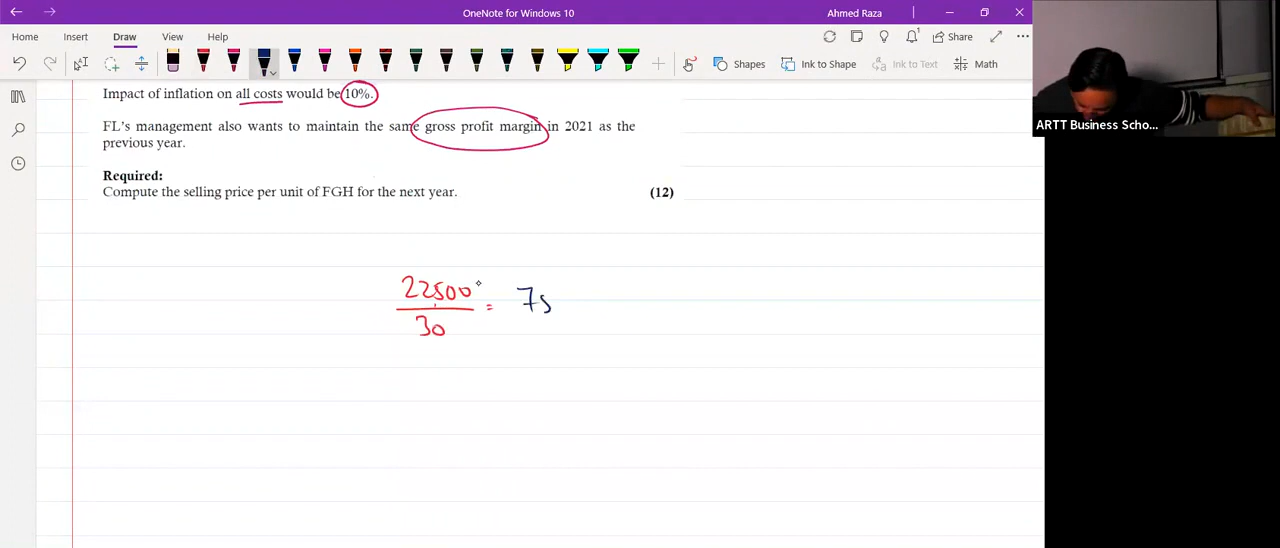 OneNote for Windows 10
Ahmed Raza
Home Insert Draw View Help
Share
Shapes Ink to Shape Ink to Text Math
Impact of inflation on all costs would be 10%.
FL's management also wants to maintain the same gross profit margin in 2021 as the
previous year.
Required:
Compute the selling price per unit of FGH for the next year. (12)
22,500 = 75
30
ARTT Business Scho...